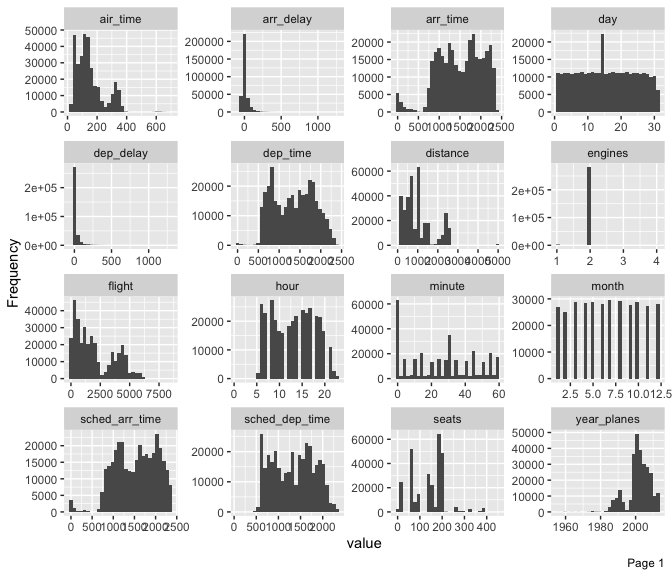 air_time arr_delay arr_time day
50000 40000 30000 20000 10000 0
200000 150000 100000 50000 0
20000 15000 10000 5000 0
20000 15000 10000 5000 0
0 200 400 600 0 500 1000 0 500 1000 1500 2000 2500 0 10 20 30
dep_delay dep_time distance engines
2e+05 1e+05 0e+00
20000 10000 0
60000 40000 20000 0
2e+05 1e+05 0e+00
0 500 1000 0 500 1000 1500 2000 2500 0 1000 2000 3000 4000 5000 1 2 3 4
flight hour minute month
40000 30000 20000 10000 0
20000 10000 0
60000 40000 20000 0
30000 20000 10000 0
0 2500 5000 7500 0 5 10 15 20 0 20 40 60 2.5 5.0 7.5 10.0 12.5
sched_arr_time sched_dep_time seats year_planes
20000 15000 10000 5000 0
20000 10000 0
60000 40000 20000 0
50000 40000 30000 20000 10000 0
0 500 1000 1500 2000 2500 0 500 1000 1500 2000 0 100 200 300 400 1960 1980 2000
Frequency
value
Page 1